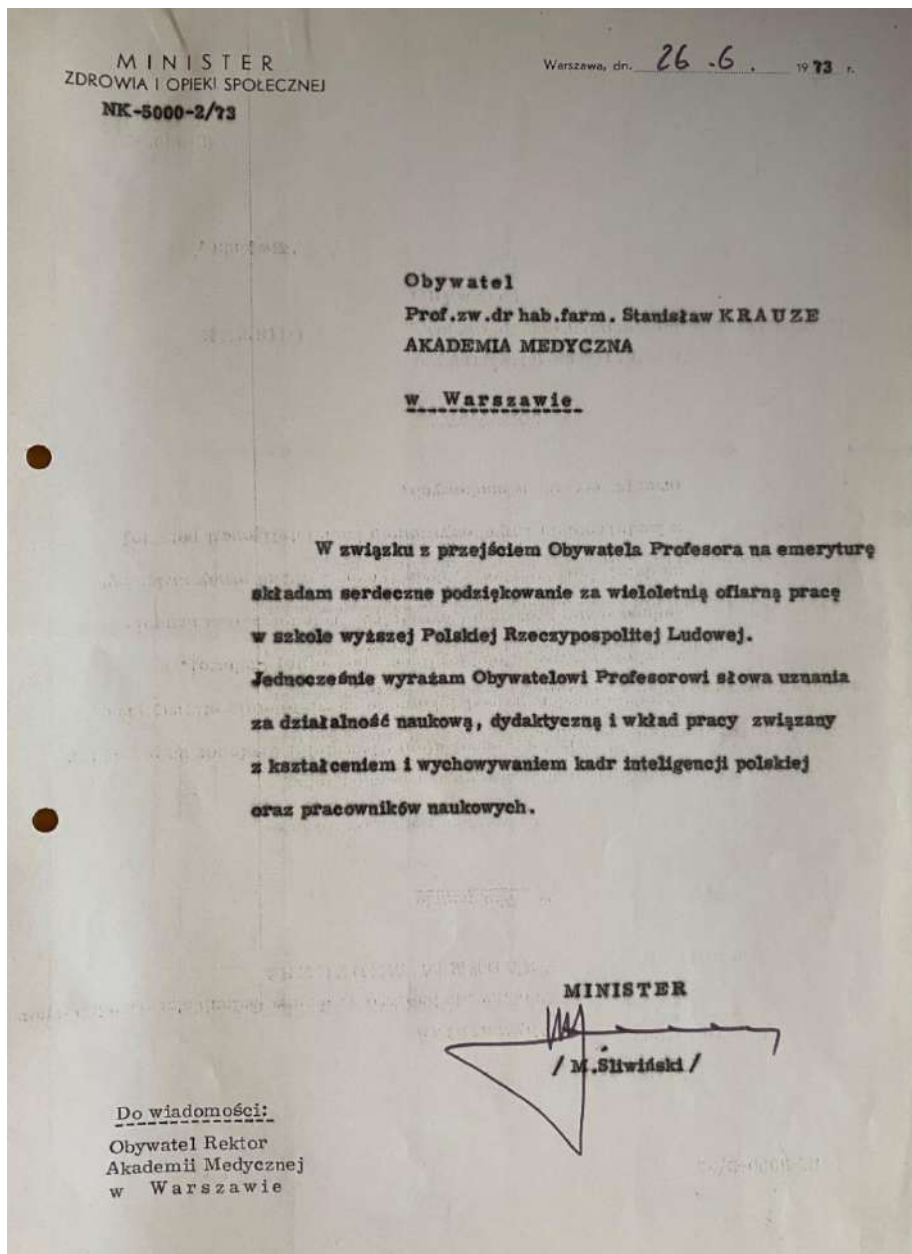 MINISTER
ZDROWIA I OPIEKI SPOŁECZNEJ
NK-5000-2/73
Warszawa, dn. 26.6. 1973 r.
Obywatel
Prof.zw.dr hab.farm. Stanisław KRAUZE
AKADEMIA MEDYCZNA
w Warszawie
W związku z przejściem Obywatela Profesora na emeryturę
składam serdeczne podziękowanie za wieloletnią ofiarną pracę
w szkole wyższej Polskiej Rzeczypospolitej Ludowej.
Jednocześnie wyrażam Obywatelowi Profesorowi słowa uznania
za działalność naukową, dydaktyczną i wkład pracy związany
z kształceniem i wychowywaniem kadr inteligencji polskiej
oraz pracowników naukowych.
MINISTER
/ M.Śliwiński /
Do wiadomości:
Obywatel Rektor
Akademii Medycznej
w Warszawie